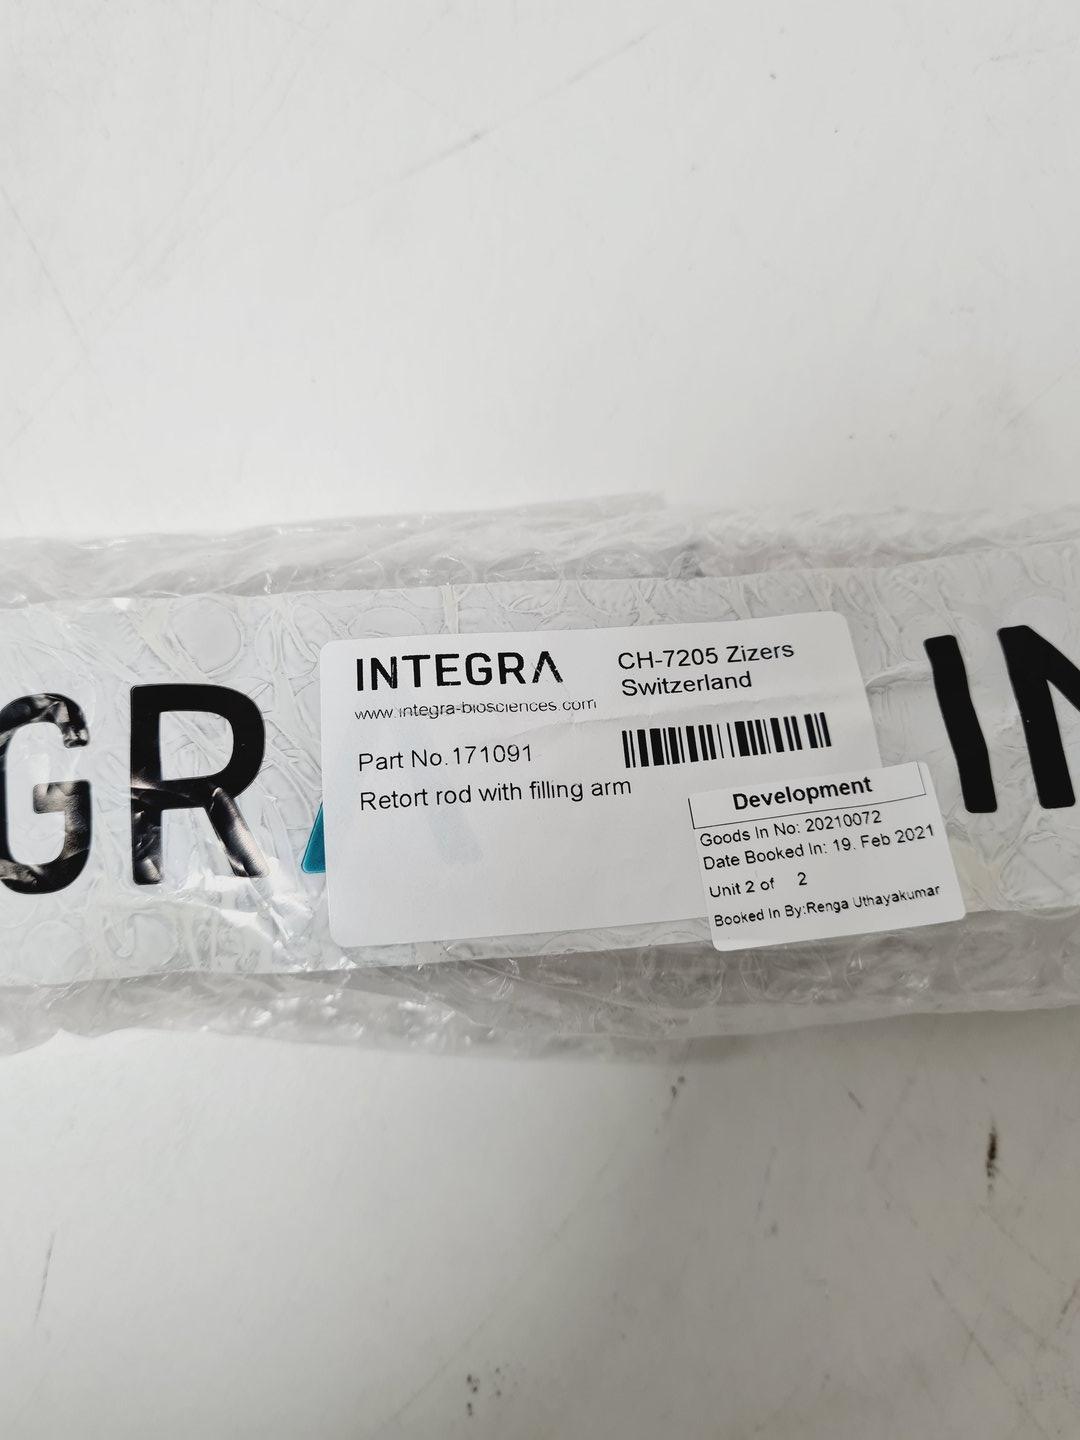 GRA
IN
INTEGRA
www.integra-biosciences.com
CH-7205 Zizers
Switzerland
Part No.171091
Retort rod with filling arm
Development
Goods In No: 20210072
Date Booked In: 19. Feb 2021
Unit 2 of 2
Booked In By:Renga Uthayakumar